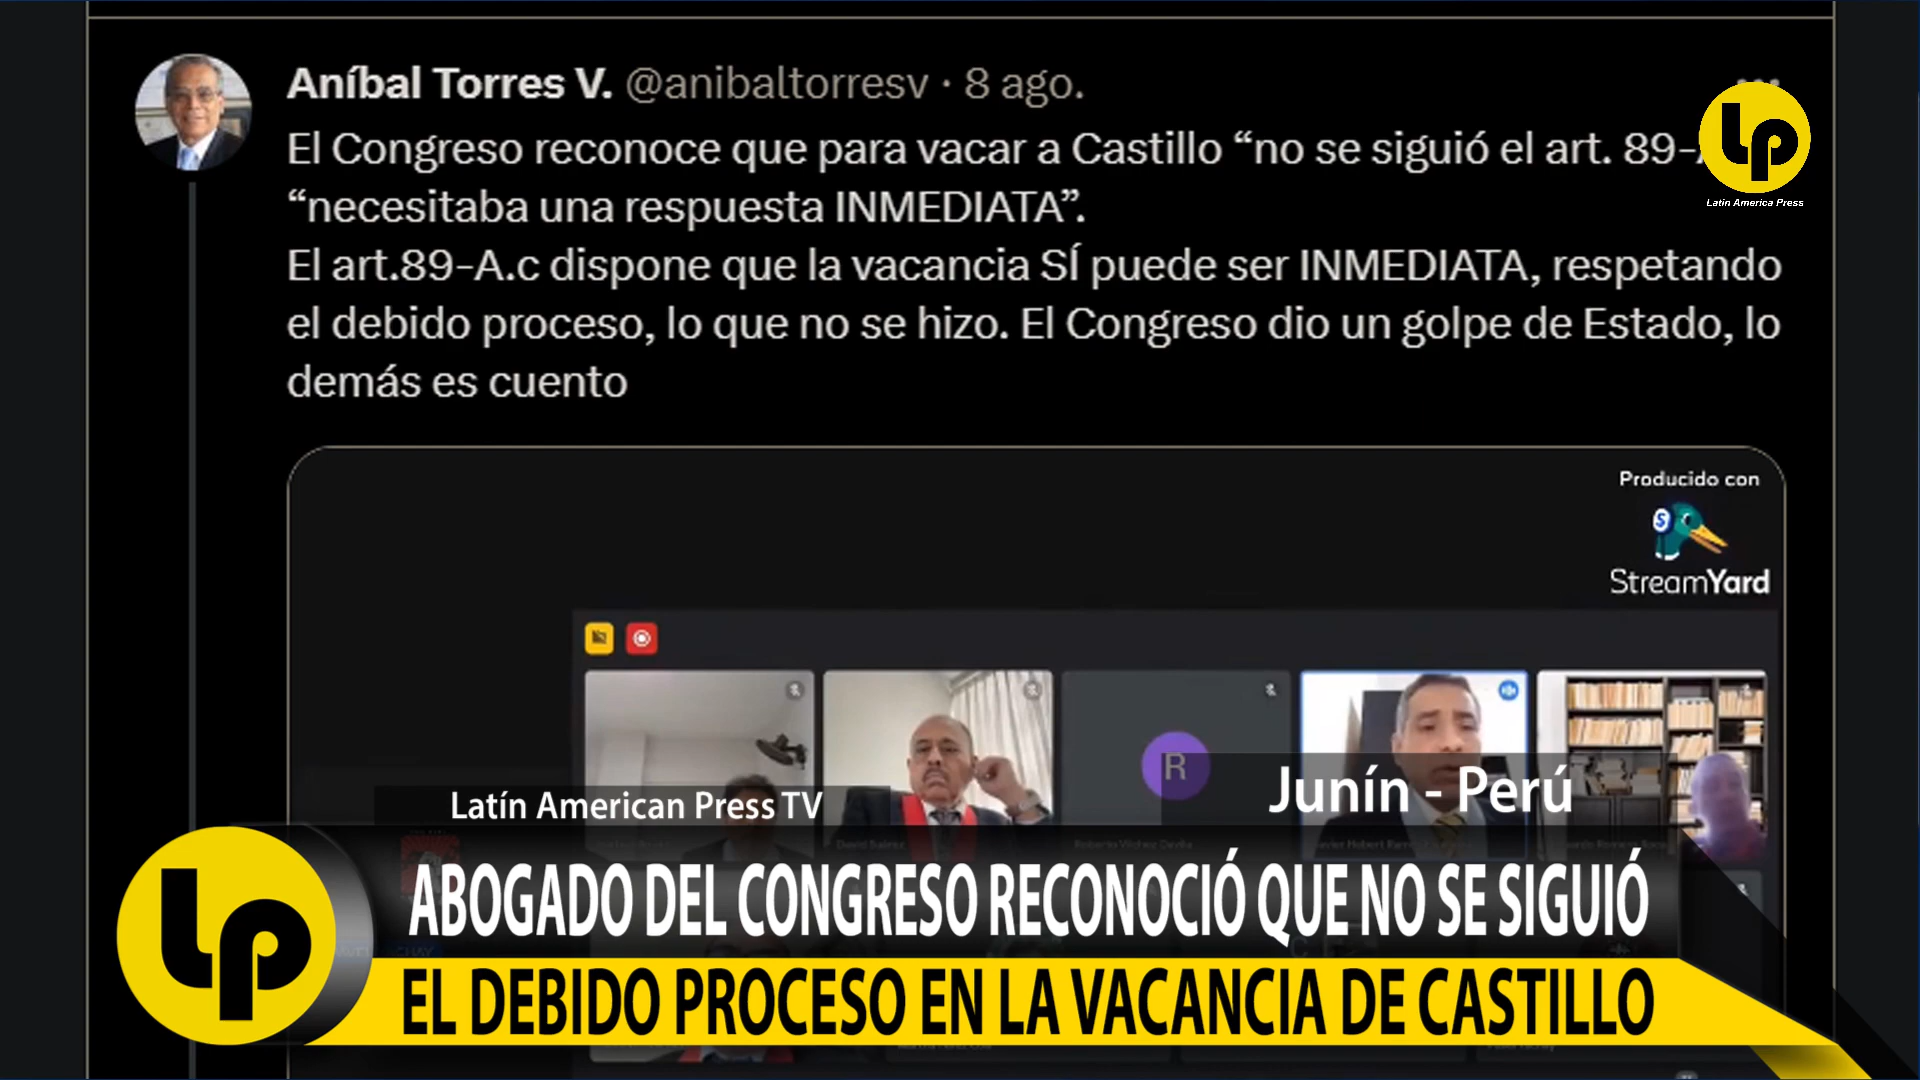 Aníbal Torres V. @anibaltorresv · 8 ago.
El Congreso reconoce que para vacar a Castillo “no se siguió el art. 89-
“necesitaba una respuesta INMEDIATA”.
El art.89-A.c dispone que la vacancia SÍ puede ser INMEDIATA, respetando
el debido proceso, lo que no se hizo. El Congreso dio un golpe de Estado, lo
demás es cuento
Lp
Latin America Press
Producido con
StreamYard
R
Latín American Press TV
Junín - Perú
Lp
ABOGADO DEL CONGRESO RECONOCIÓ QUE NO SE SIGUIÓ
EL DEBIDO PROCESO EN LA VACANCIA DE CASTILLO